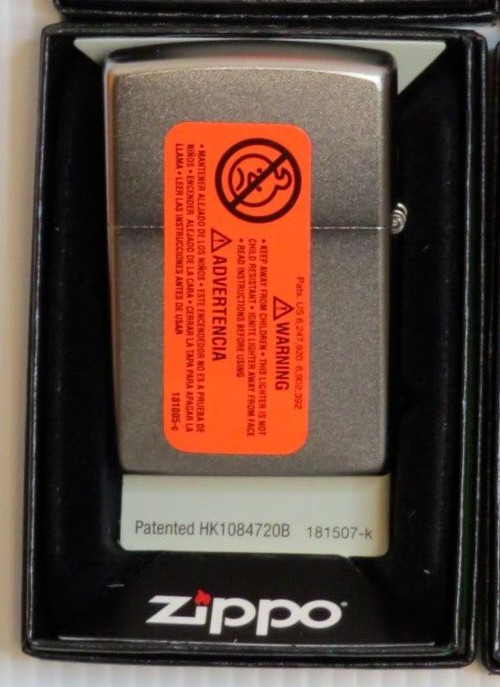 Pats. US 6,247,920 6,902,392
WARNING
• KEEP AWAY FROM CHILDREN • THIS LIGHTER IS NOT
CHILD RESISTANT • IGNITE LIGHTER AWAY FROM FACE
• READ INSTRUCTIONS BEFORE USING
ADVERTENCIA
• MANTENER ALEJADO DE LOS NIÑOS • ESTE ENCENDEDOR NO ES A PRUEBA DE
NIÑOS • ENCENDER ALEJADO DE LA CARA • CERRAR LA TAPA PARA APAGAR LA
LLAMA • LEER LAS INSTRUCCIONES ANTES DE USAR
181005-c
Patented HK1084720B 181507-k
zippo